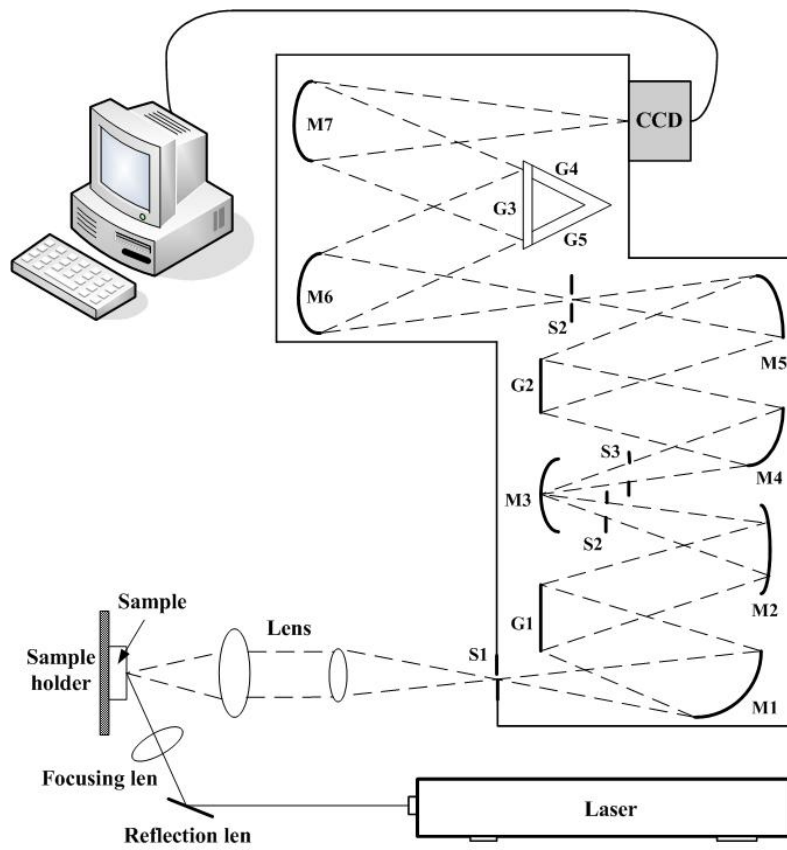 M7
CCD
G4
G3
G5
M6
S2
M5
G2
S3
M4
M3
S2
M2
G1
Sample
Lens
S1
Sample
holder
M1
Focusing len
Laser
Reflection len